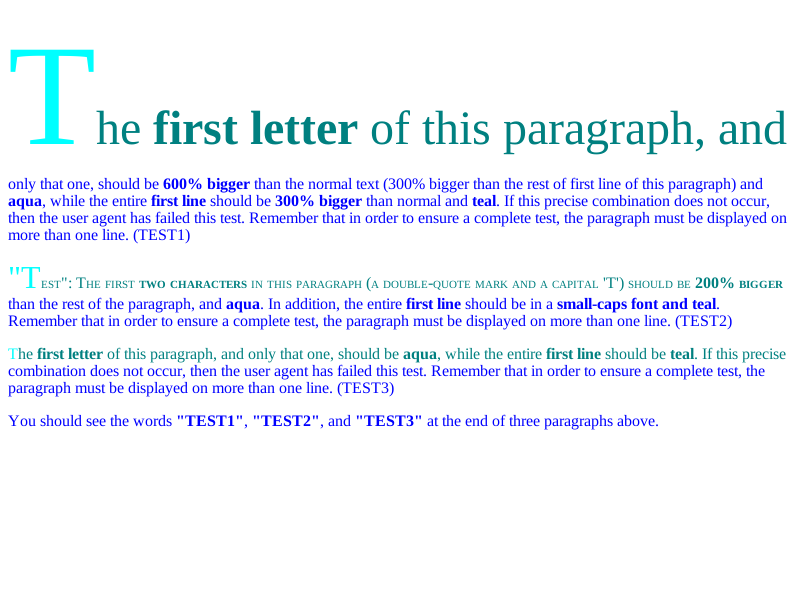 The first letter of this paragraph, and
only that one, should be 600% bigger than the normal text (300% bigger than the rest of first line of this paragraph) and
aqua, while the entire first line should be 300% bigger than normal and teal. If this precise combination does not occur,
then the user agent has failed this test. Remember that in order to ensure a complete test, the paragraph must be displayed on
more than one line. (TEST1)
"Test": The first two characters in this paragraph (a double-quote mark and a capital 'T') should be 200% bigger
than the rest of the paragraph, and aqua. In addition, the entire first line should be in a small-caps font and teal.
Remember that in order to ensure a complete test, the paragraph must be displayed on more than one line. (TEST2)
The first letter of this paragraph, and only that one, should be aqua, while the entire first line should be teal. If this precise
combination does not occur, then the user agent has failed this test. Remember that in order to ensure a complete test, the
paragraph must be displayed on more than one line. (TEST3)
You should see the words "TEST1", "TEST2", and "TEST3" at the end of three paragraphs above.